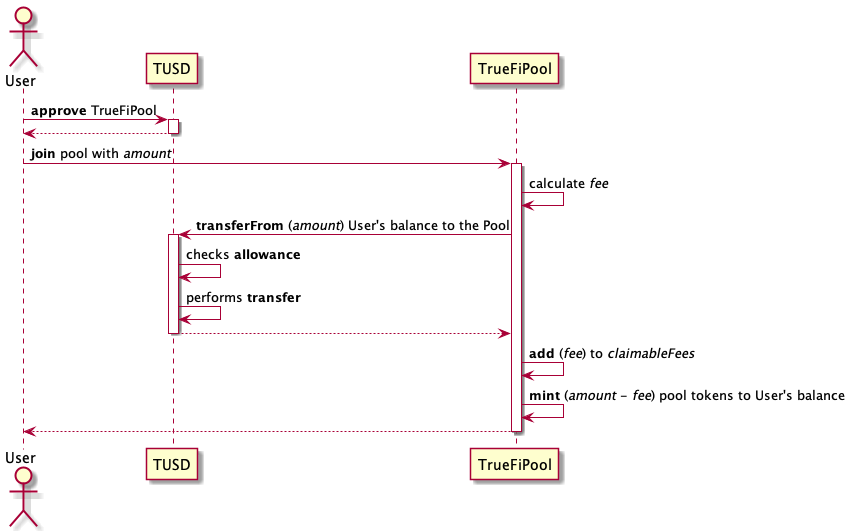 User
TUSD
TrueFiPool
approve TrueFiPool
join pool with amount
calculate fee
transferFrom (amount) User's balance to the Pool
checks allowance
performs transfer
add (fee) to claimableFees
mint (amount - fee) pool tokens to User's balance
User
TUSD
TrueFiPool